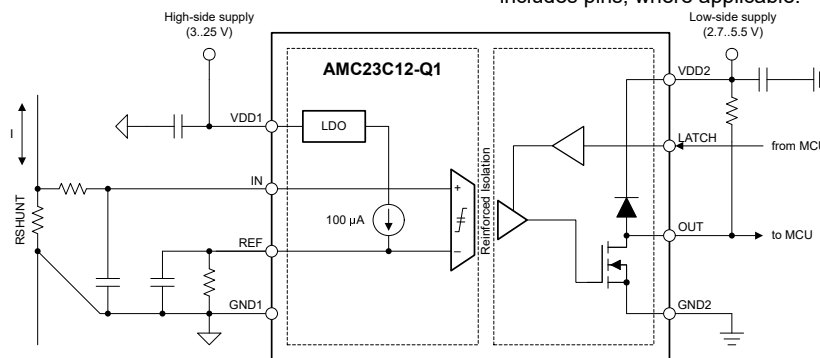 includes pins, where applicable.
High-side supply
(3..25 V)
Low-side supply
(2.7..5.5 V)
AMC23C12-Q1
VDD1
LDO
VDD2
LATCH
from MCU
I
IN
+
100 µA
Reinforced Isolation
RSHUNT
REF
–
OUT
to MCU
GND1
GND2